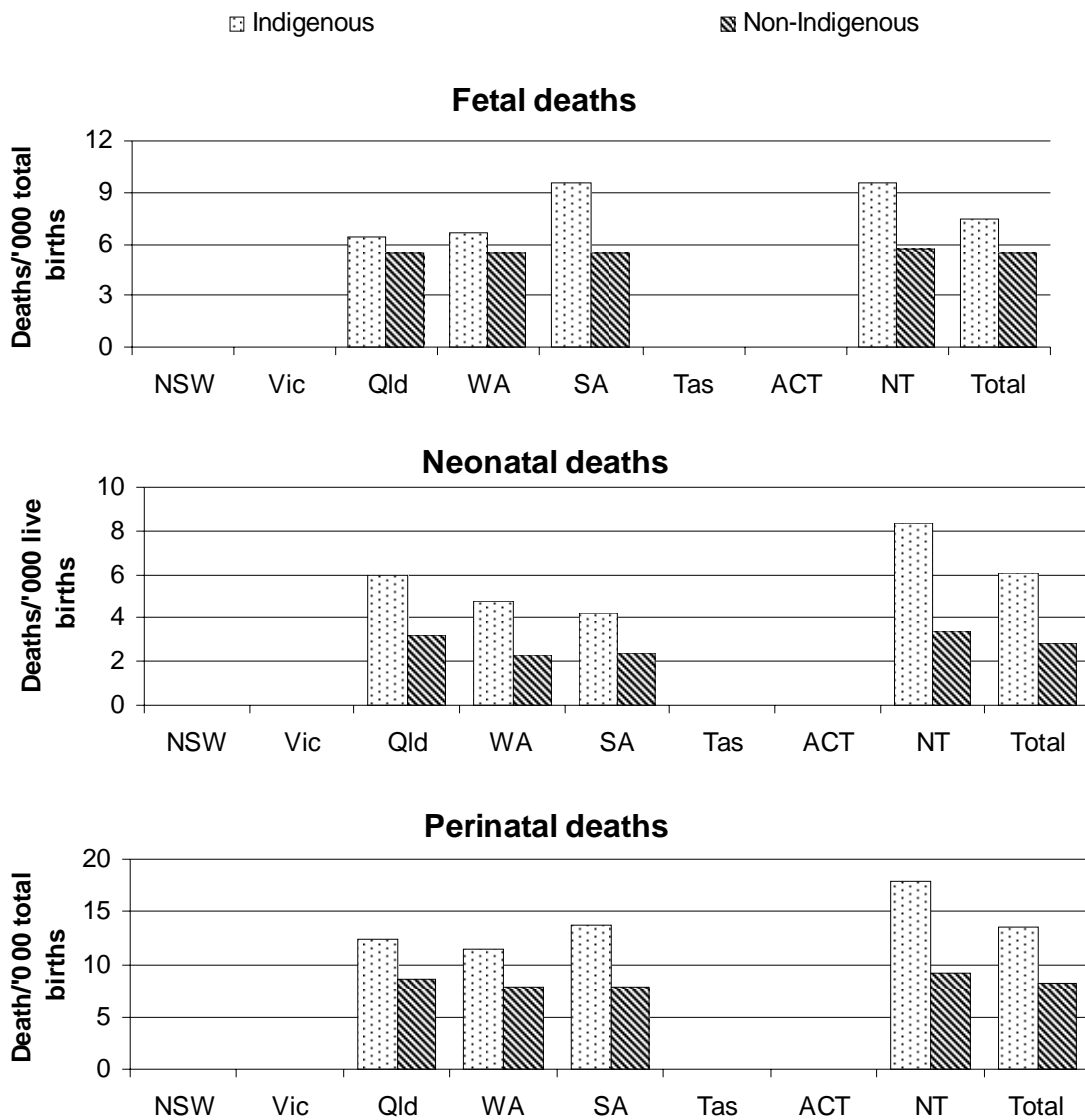 Indigenous Non-Indigenous
Fetal deaths
Deaths/'000 total
births
12
9
6
3
0
NSW Vic Qld WA SA Tas ACT NT Total
Neonatal deaths
Deaths/'000 live
births
10
8
6
4
2
0
NSW Vic Qld WA SA Tas ACT NT Total
Perinatal deaths
Death/'0 00 total
births
20
15
10
5
0
NSW Vic Qld WA SA Tas ACT NT Total